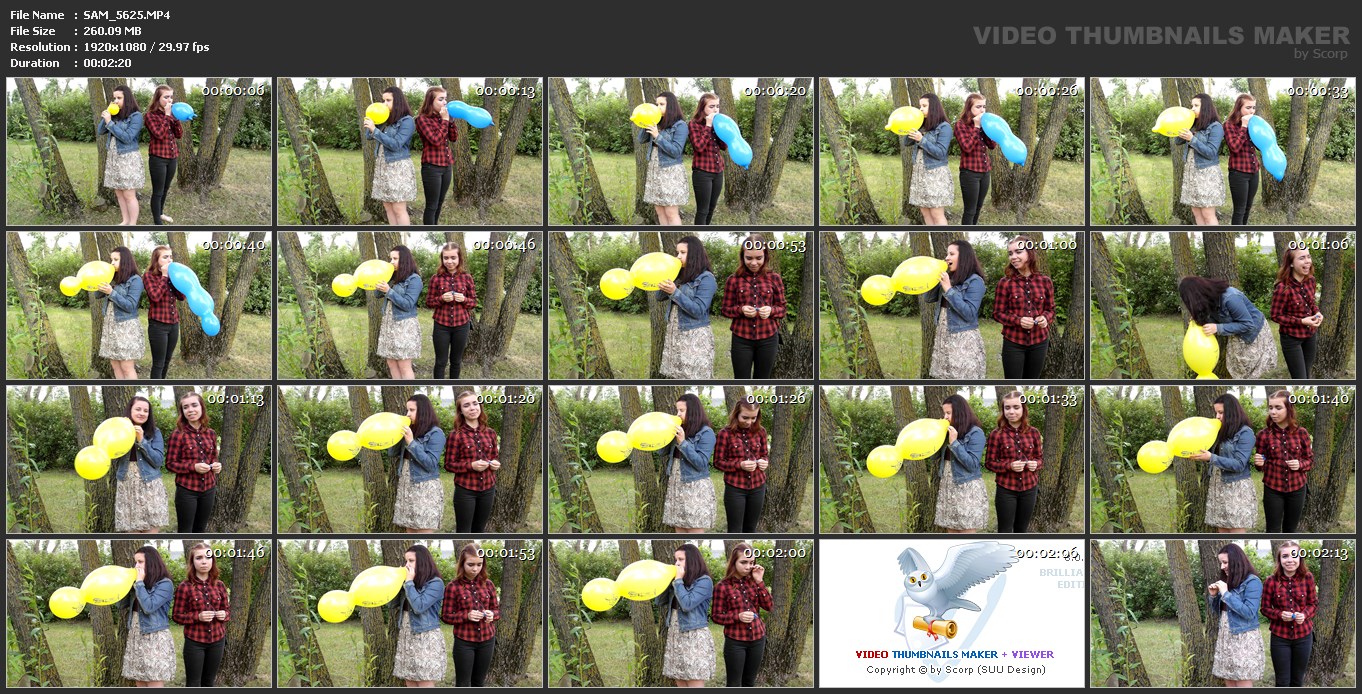 File Name : SAM_5625.MP4
File Size : 260.09 MB
Resolution : 1920x1080 / 29.97 fps
Duration : 00:02:20
VIDEO THUMBNAILS MAKER
by Scorp
00:00:06
00:00:13
00:00:20
00:00:26
00:00:33
00:00:40
00:00:46
00:00:53
00:01:00
00:01:06
00:01:13
00:01:20
00:01:26
00:01:33
00:01:40
00:01:46
00:01:53
00:02:00
00:02:06
00:02:13
BRILLIA
EDIT
VIDEO THUMBNAILS MAKER + VIEWER
Copyright © by Scorp (SUU Design)